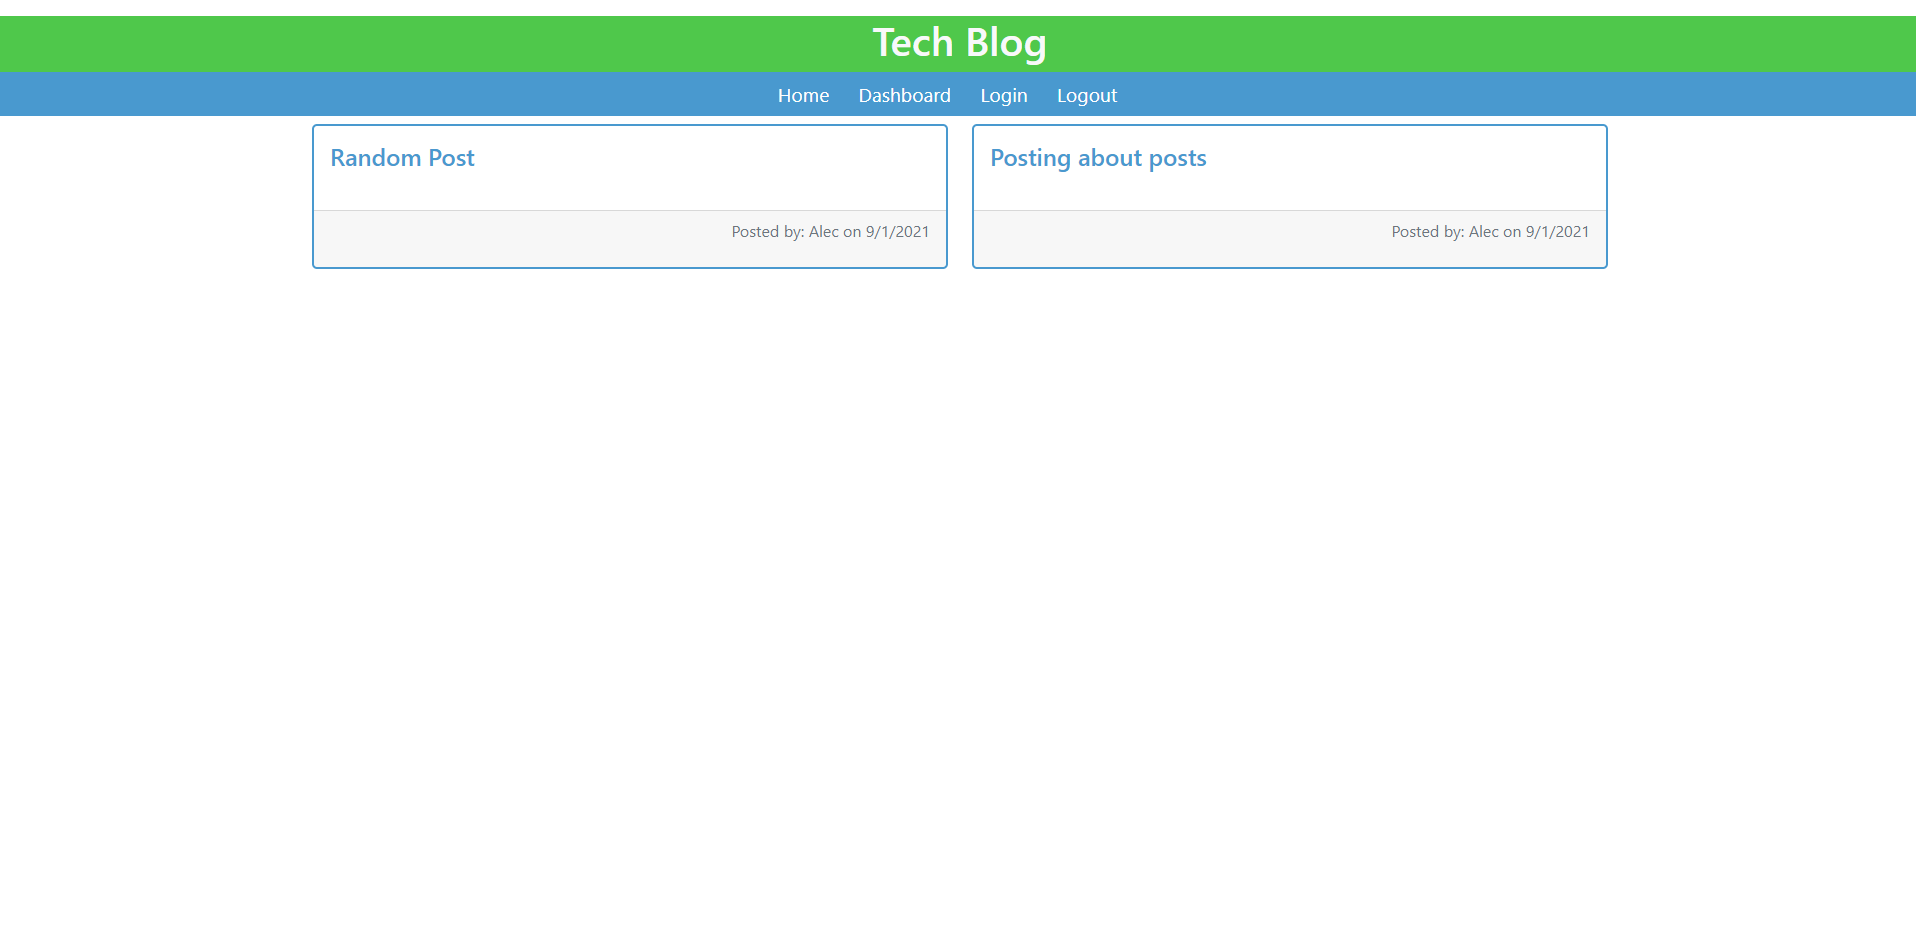 Tech Blog
Home Dashboard Login Logout
Random Post
Posted by: Alec on 9/1/2021
Posting about posts
Posted by: Alec on 9/1/2021